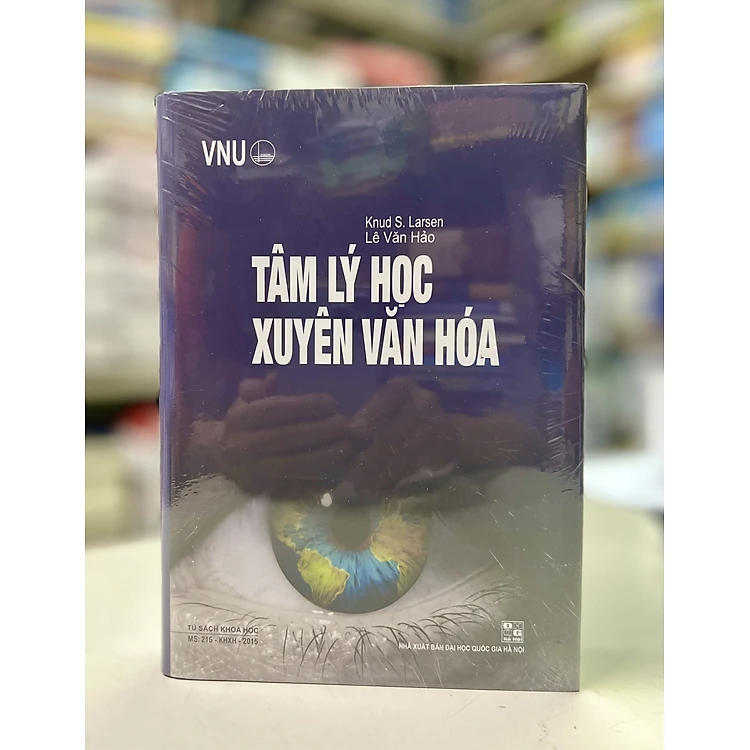 VNU
Knud S. Larsen
Lê Văn Hảo
TÂM LÝ HỌC
XUYÊN VĂN HÓA
TỦ SÁCH KHOA HỌC
MS: 215 - KHXH - 2015
NHÀ XUẤT BẢN ĐẠI HỌC QUỐC GIA HÀ NỘI